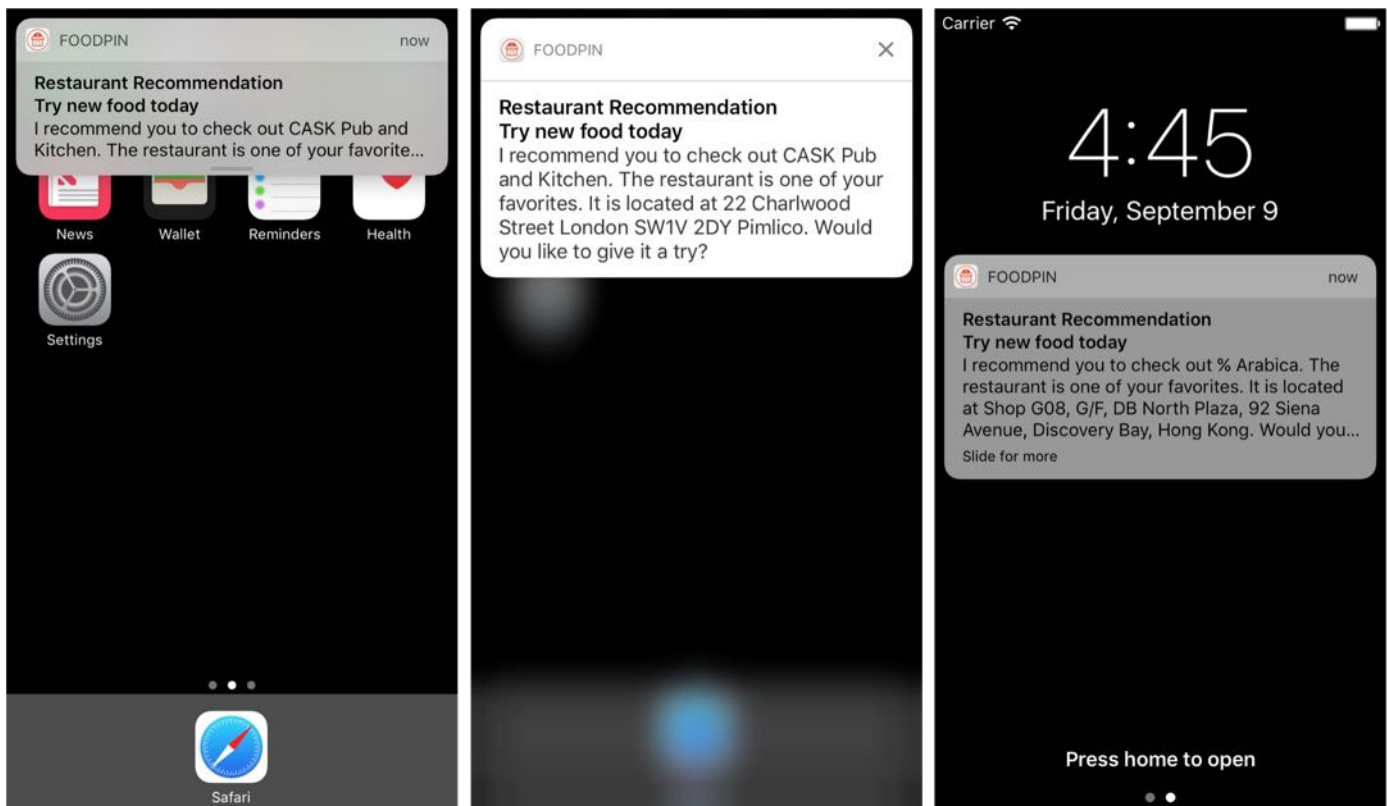 FOODPIN now
Restaurant Recommendation
Try new food today
I recommend you to check out CASK Pub and
Kitchen. The restaurant is one of your favorite...
News Wallet Reminders Health
Settings
Safari
FOODPIN
Restaurant Recommendation
Try new food today
I recommend you to check out CASK Pub
and Kitchen. The restaurant is one of your
favorites. It is located at 22 Charlwood
Street London SW1V 2DY Pimlico. Would
you like to give it a try?
Carrier
4:45
Friday, September 9
FOODPIN now
Restaurant Recommendation
Try new food today
I recommend you to check out % Arabica. The
restaurant is one of your favorites. It is located
at Shop G08, G/F, DB North Plaza, 92 Siena
Avenue, Discovery Bay, Hong Kong. Would you...
Slide for more
Press home to open